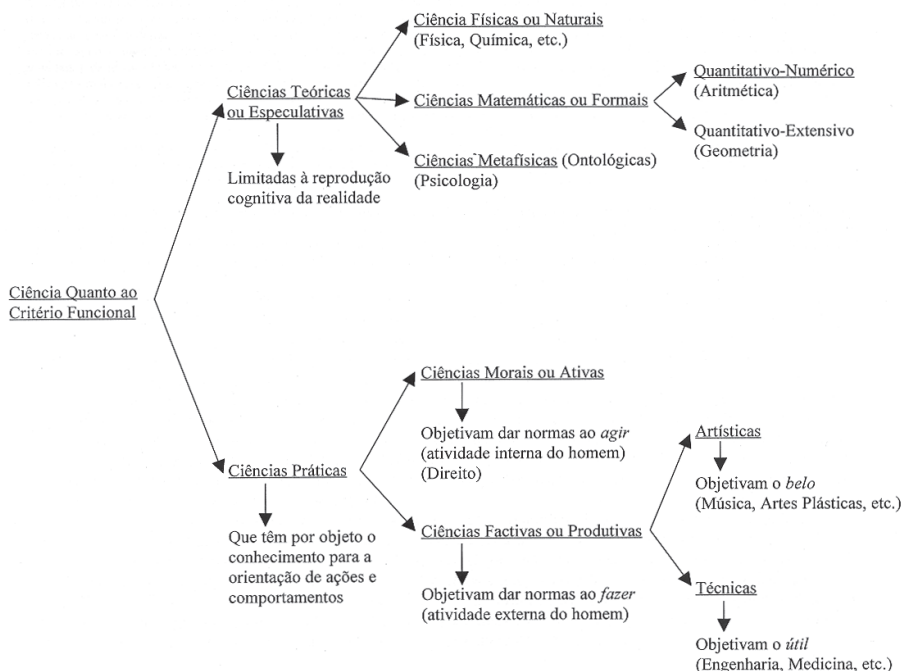 Ciência Quanto ao
Critério Funcional
Ciências Teóricas
ou Especulativas
Limitadas à reprodução
cognitiva da realidade
Ciência Físicas ou Naturais
(Física, Química, etc.)
Ciências Matemáticas ou Formais
Quantitativo-Numérico
(Aritmética)
Quantitativo-Extensivo
(Geometria)
Ciências Metafísicas (Ontológicas)
(Psicologia)
Ciências Práticas
Que têm por objeto o
conhecimento para a
orientação de ações e
comportamentos
Ciências Morais ou Ativas
Objetivam dar normas ao agir
(atividade interna do homem)
(Direito)
Ciências Factivas ou Produtivas
Objetivam dar normas ao fazer
(atividade externa do homem)
Artísticas
Objetivam o belo
(Música, Artes Plásticas, etc.)
Técnicas
Objetivam o útil
(Engenharia, Medicina, etc.)